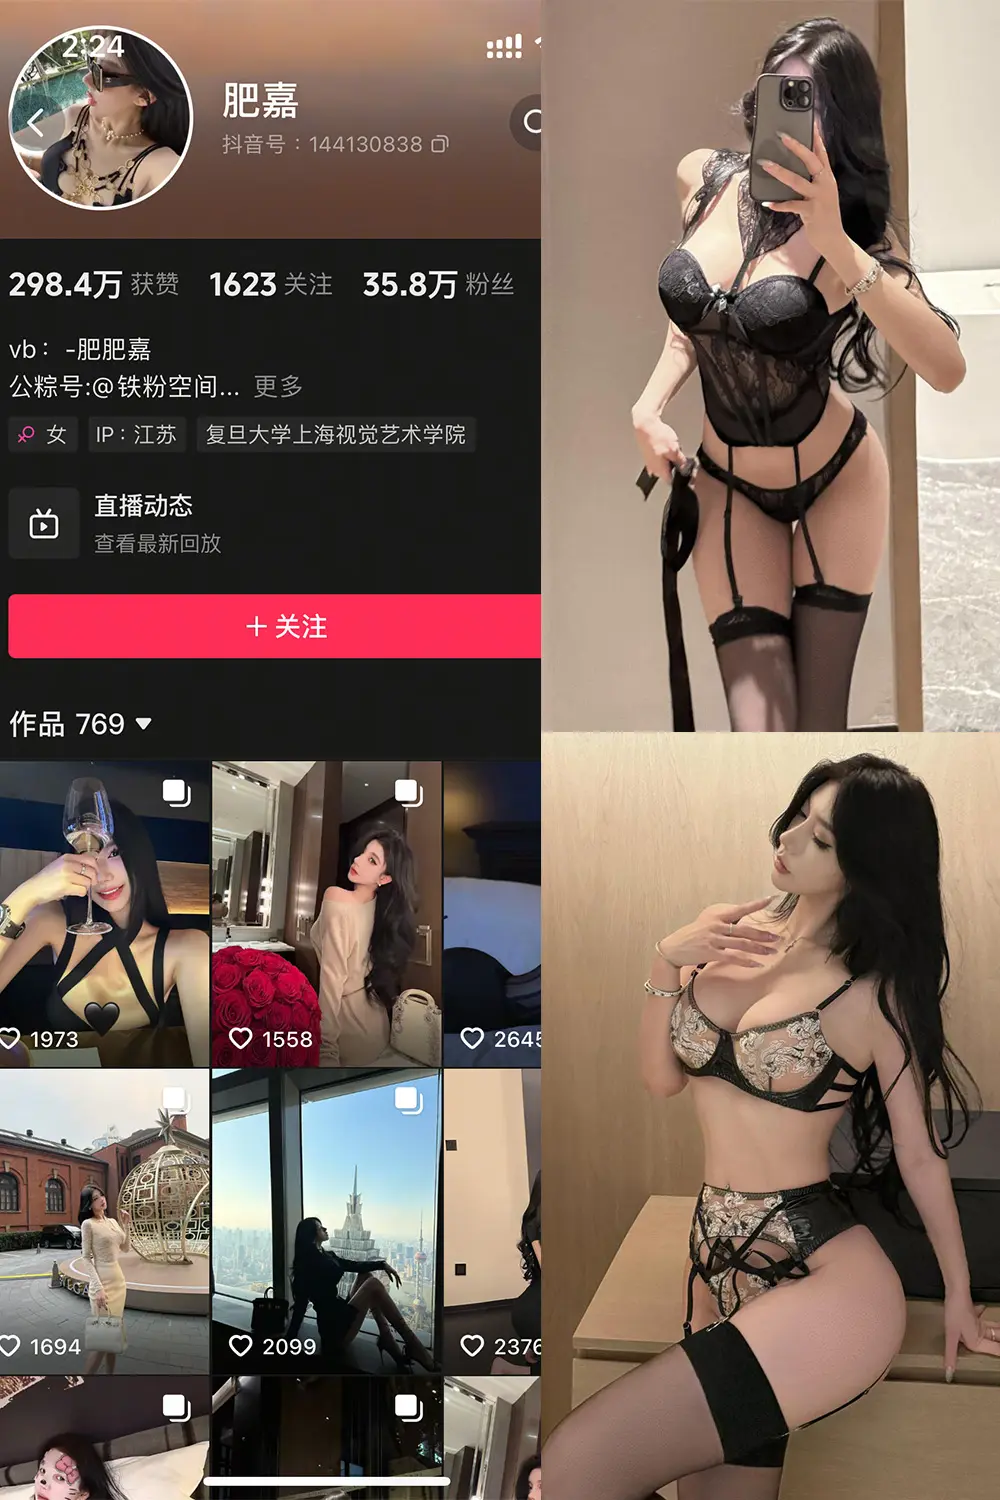 2:24
肥嘉
抖音号：144130838
298.4万 获赞 1623 关注 35.8万 粉丝
vb： -肥肥嘉
公粽号:@铁粉空间... 更多
女 IP：江苏 复旦大学上海视觉艺术学院
直播动态
查看最新回放
+ 关注
作品 769
1973 1558 2645
1694 2099 2376